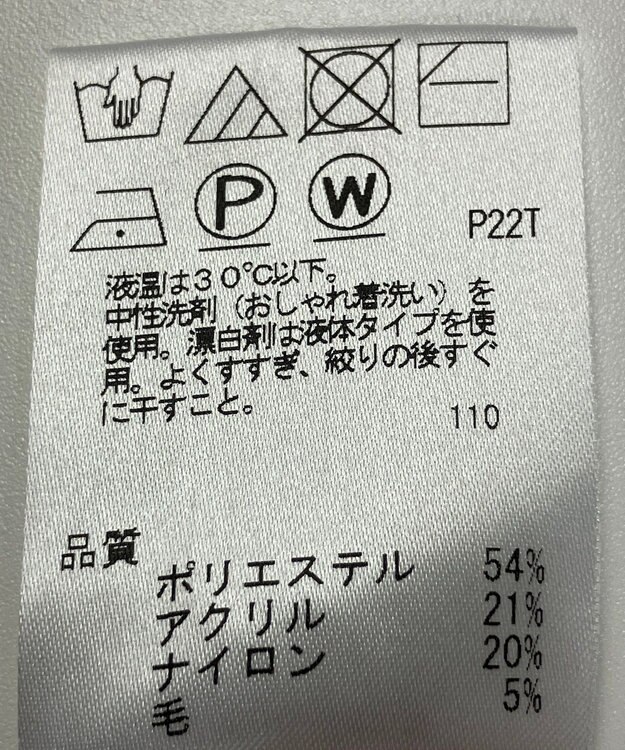 P
W
P22T
液温は30℃以下。
中性洗剤（おしゃれ着洗い）を
使用。漂白剤は液体タイプを使
用。よくすすぎ、絞りの後すぐ
に干すこと。
110
品質
ポリエステル 54%
アクリル 21%
ナイロン 20%
毛 5%